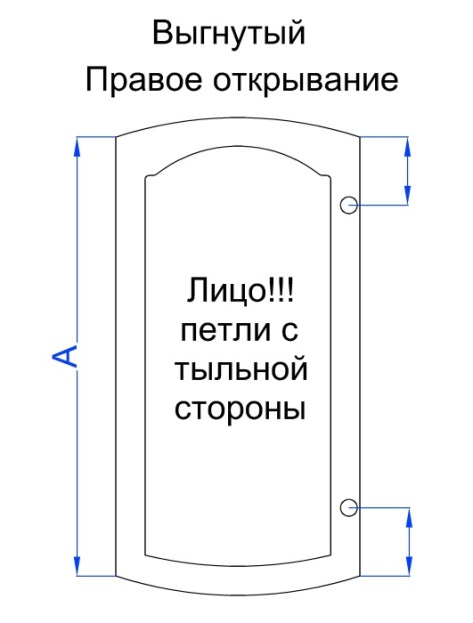 Выгнутый
Правое открывание
Лицо!!!
петли с
тыльной
стороны
A